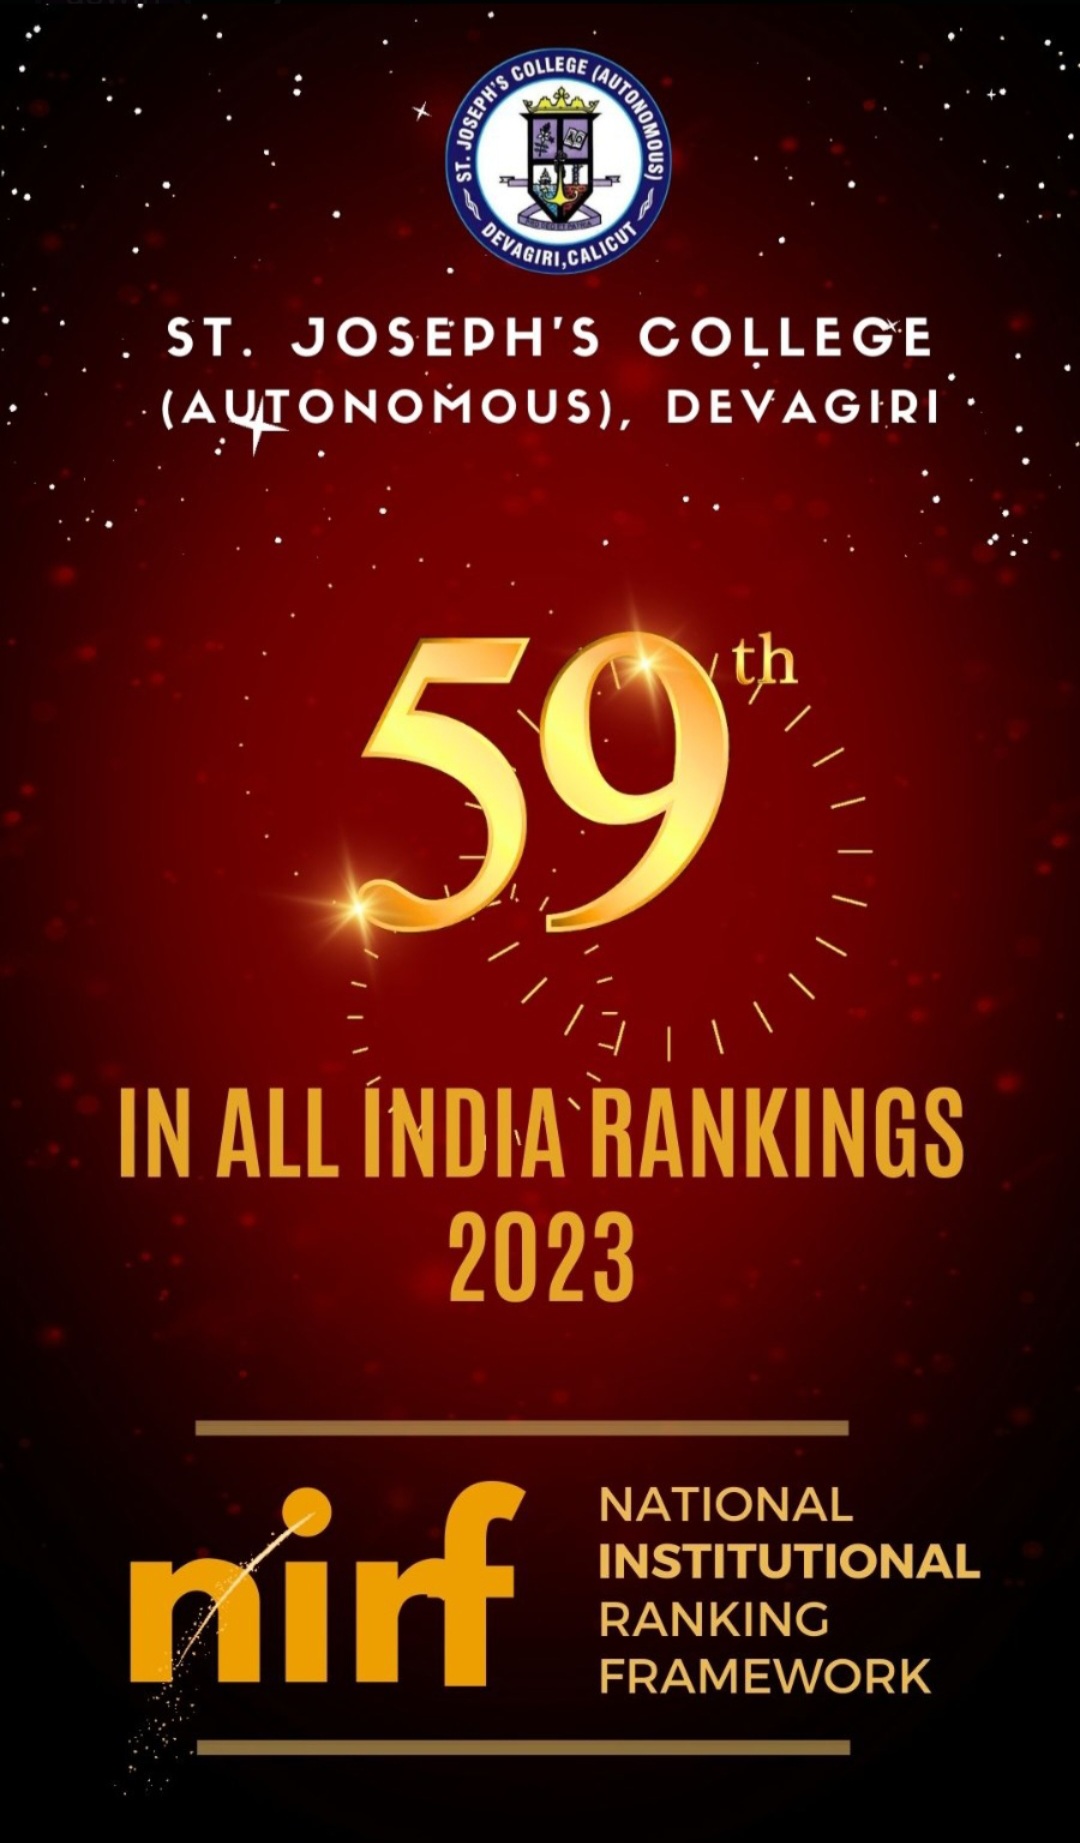 ST. JOSEPH'S COLLEGE (AUTONOMOUS)
DEVAGIRI, CALICUT
ST. JOSEPH'S COLLEGE
(AUTONOMOUS), DEVAGIRI
59th
IN ALL INDIA RANKINGS
2023
nirf
NATIONAL
INSTITUTIONAL
RANKING
FRAMEWORK